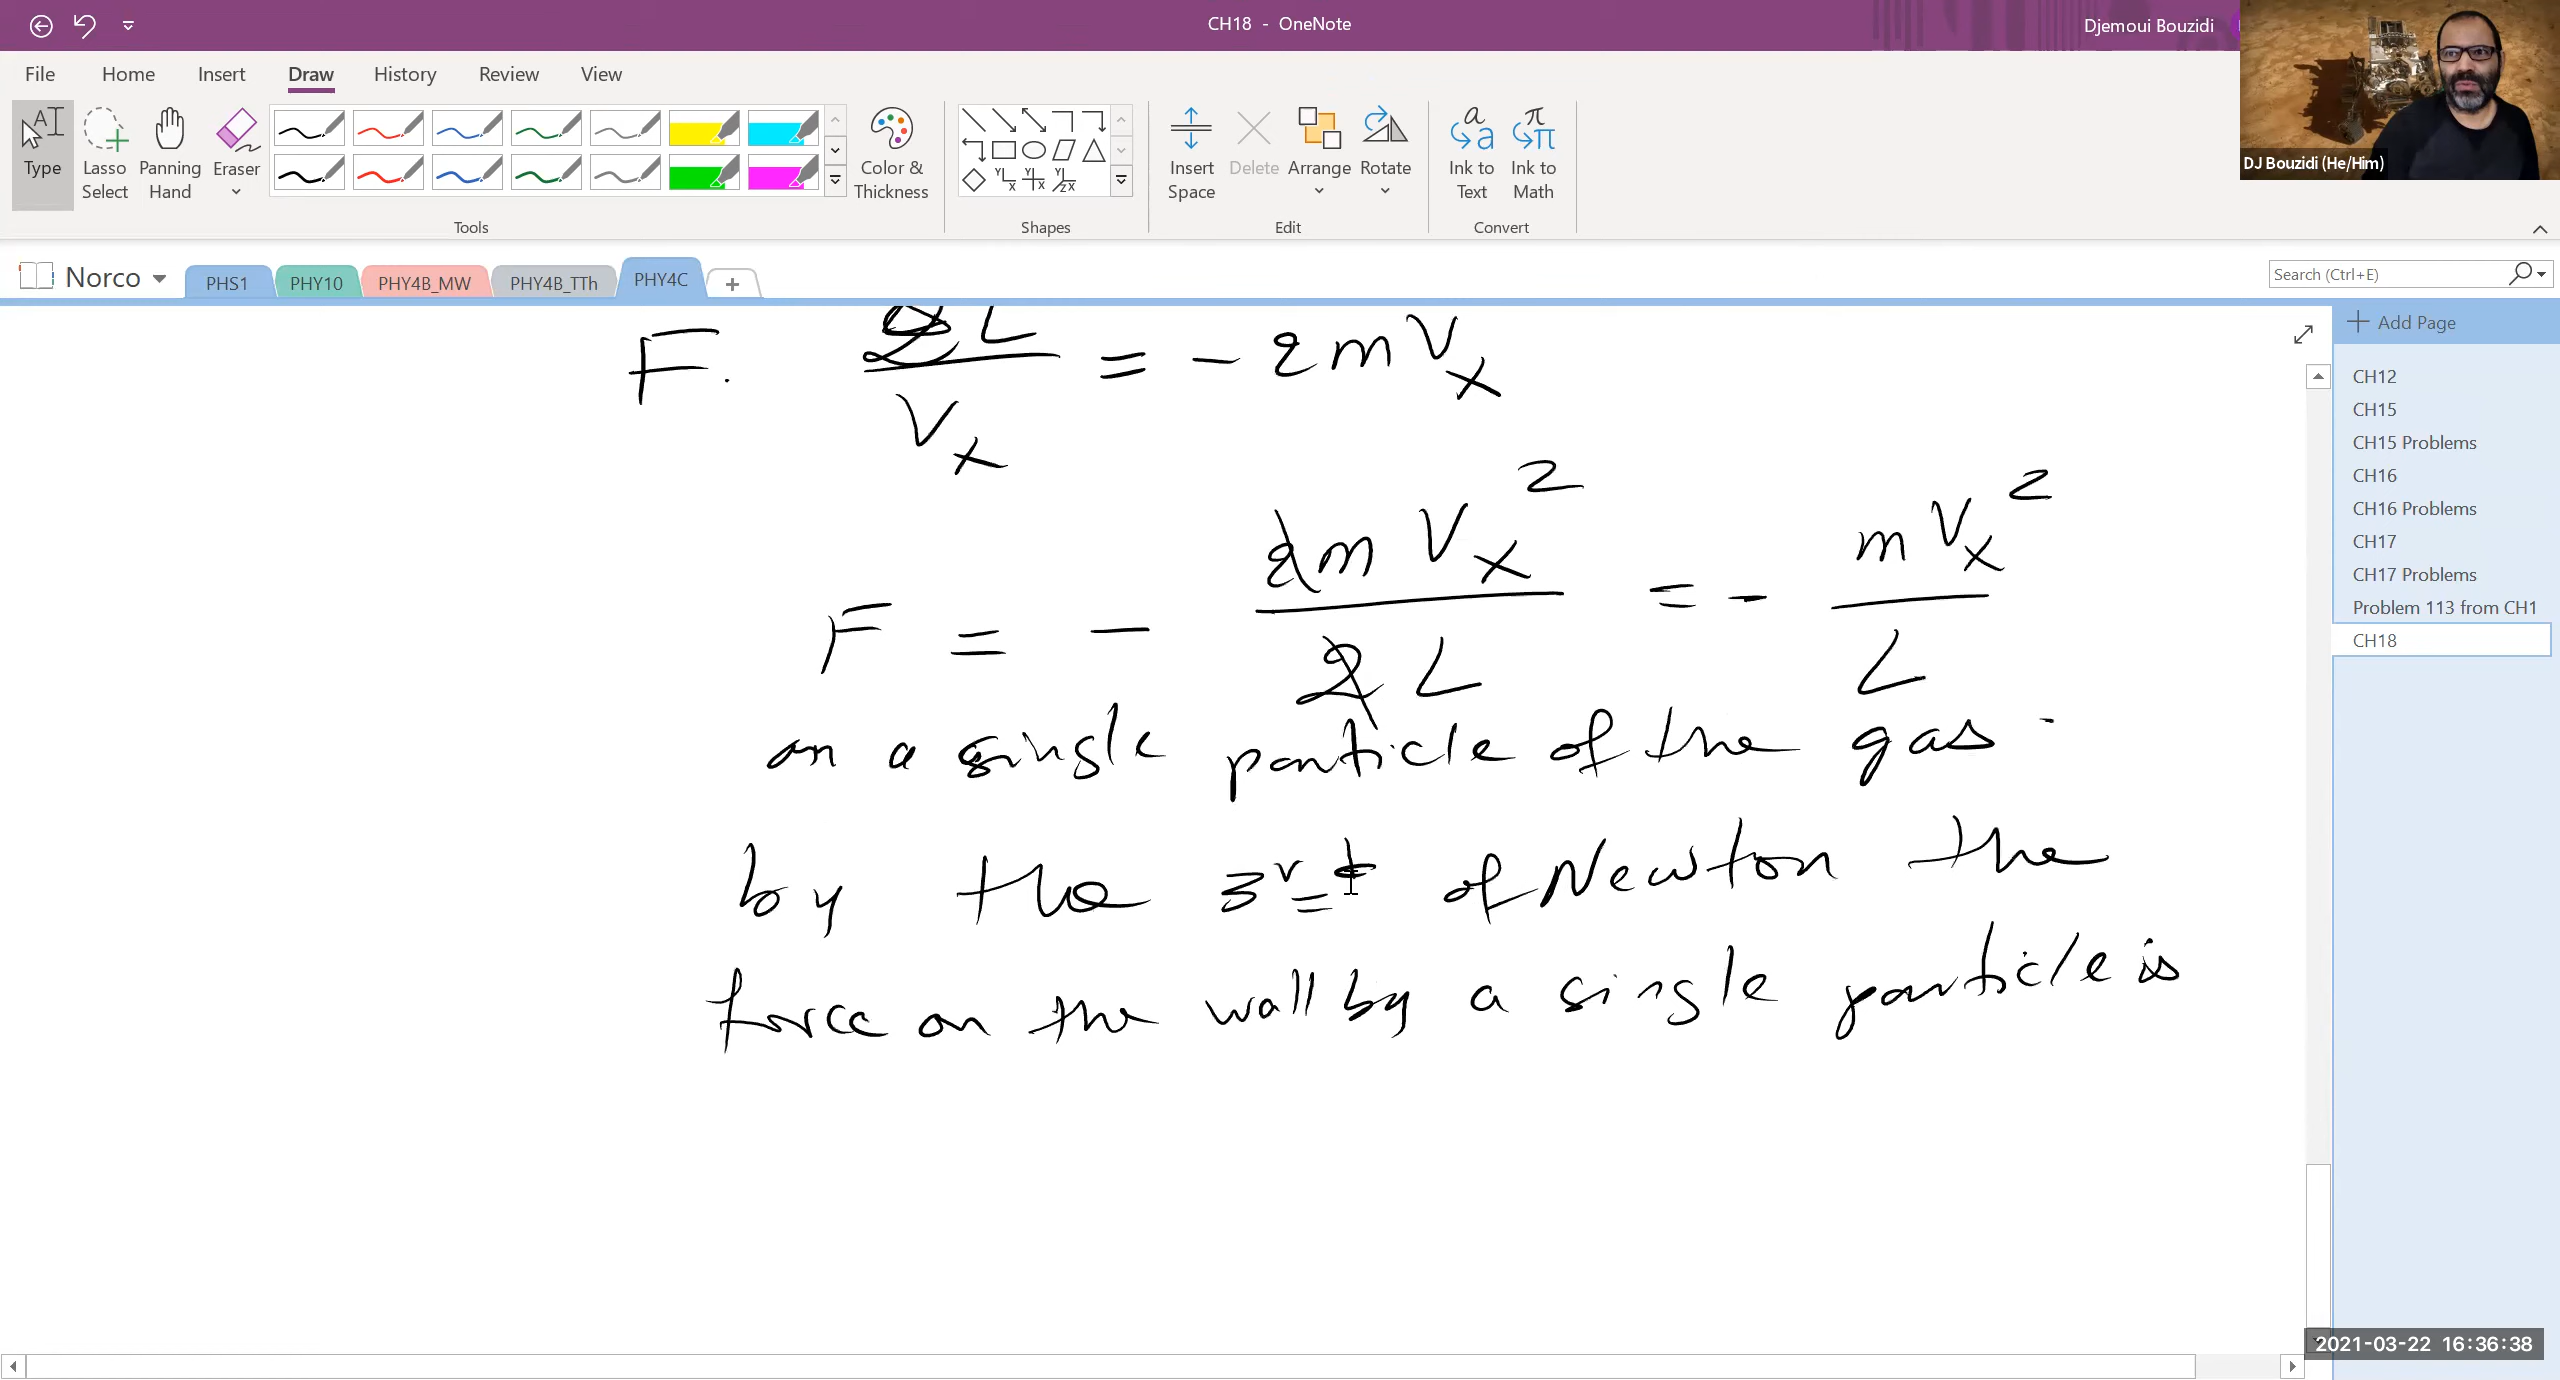 CH18 - OneNote
Djemoui Bouzidi
File Home Insert Draw History Review View
Type
Lasso Select
Panning Hand
Eraser
Color & Thickness
Insert Space
Delete
Arrange
Rotate
Ink to Text
Ink to Math
Tools
Shapes
Edit
Convert
DJ Bouzidi (He/Him)
Norco
PHS1 PHY10 PHY4B_MW PHY4B_TTh PHY4C
Search (Ctrl+E)
F. 2L / Vx = - 2mVx
F = - 2m Vx² / 2L = - m Vx² / L
on a single particle of the gas.
by the 3rd of Newton the
force on the wall by a single particle is
Add Page
CH12
CH15
CH15 Problems
CH16
CH16 Problems
CH17
CH17 Problems
Problem 113 from CH1
CH18
2021-03-22 16:36:38